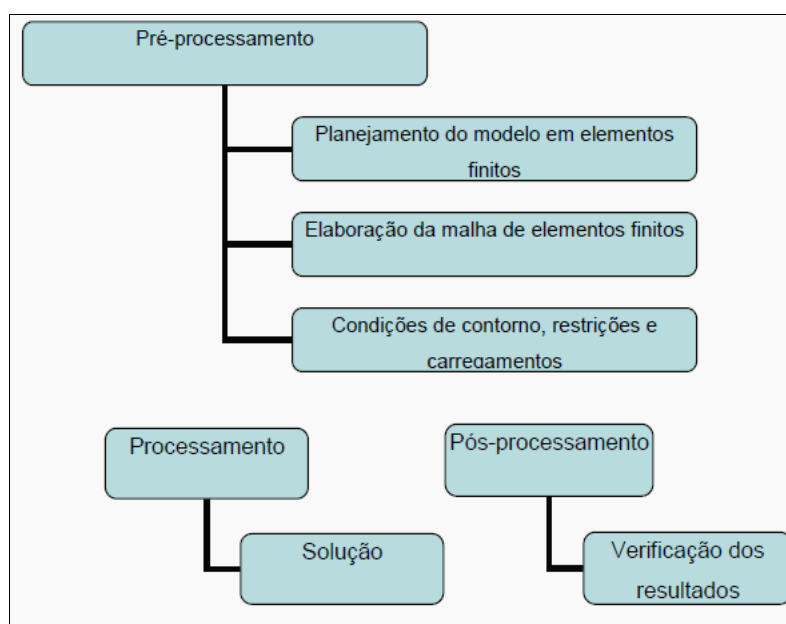 Pré-processamento
Planejamento do modelo em elementos
finitos
Elaboração da malha de elementos finitos
Condições de contorno, restrições e
carregamentos
Processamento
Pós-processamento
Solução
Verificação dos
resultados